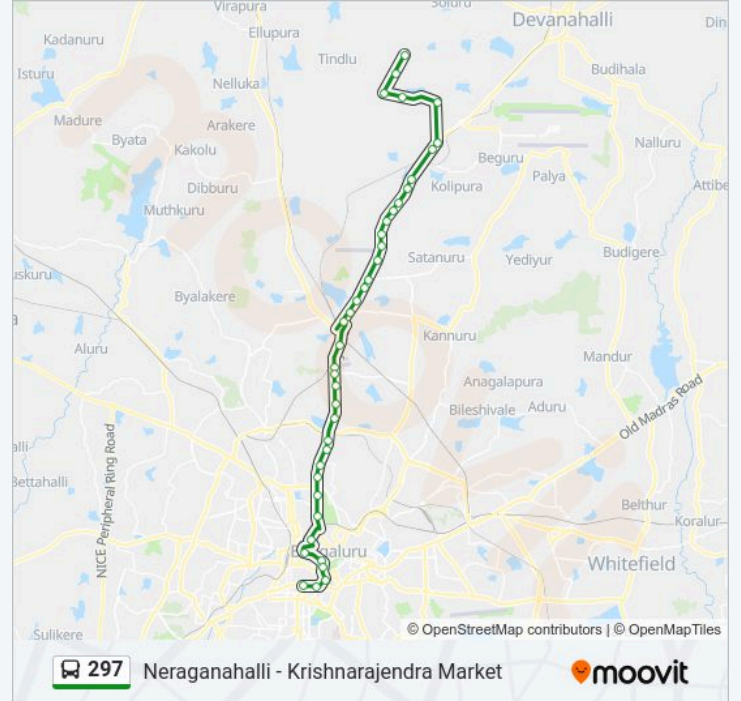 Virapura
Soluru
Devanahalli
Din
Kadanuru
Ellupura
Tindlu
Isturu
Nelluka
Budihala
Madure
Arakere
Byata
Kakolu
Nalluru
Beguru
Dibburu
Kolipura
Palya
Attibe
Muthkuru
Satanuru
Yediyur
Budigere
uskuru
Byalakere
a
Kannuru
Aluru
Mandur
Anagalapura
Bileshivale
Aduru
Old Madras Road
alli
Bettahalli
NICE Peripheral Ring Road
Belthur
Koralur
Whitefield
Sulikere
© OpenStreetMap contributors | © OpenMapTiles
297 Neraganahalli - Krishnarajendra Market
moovit